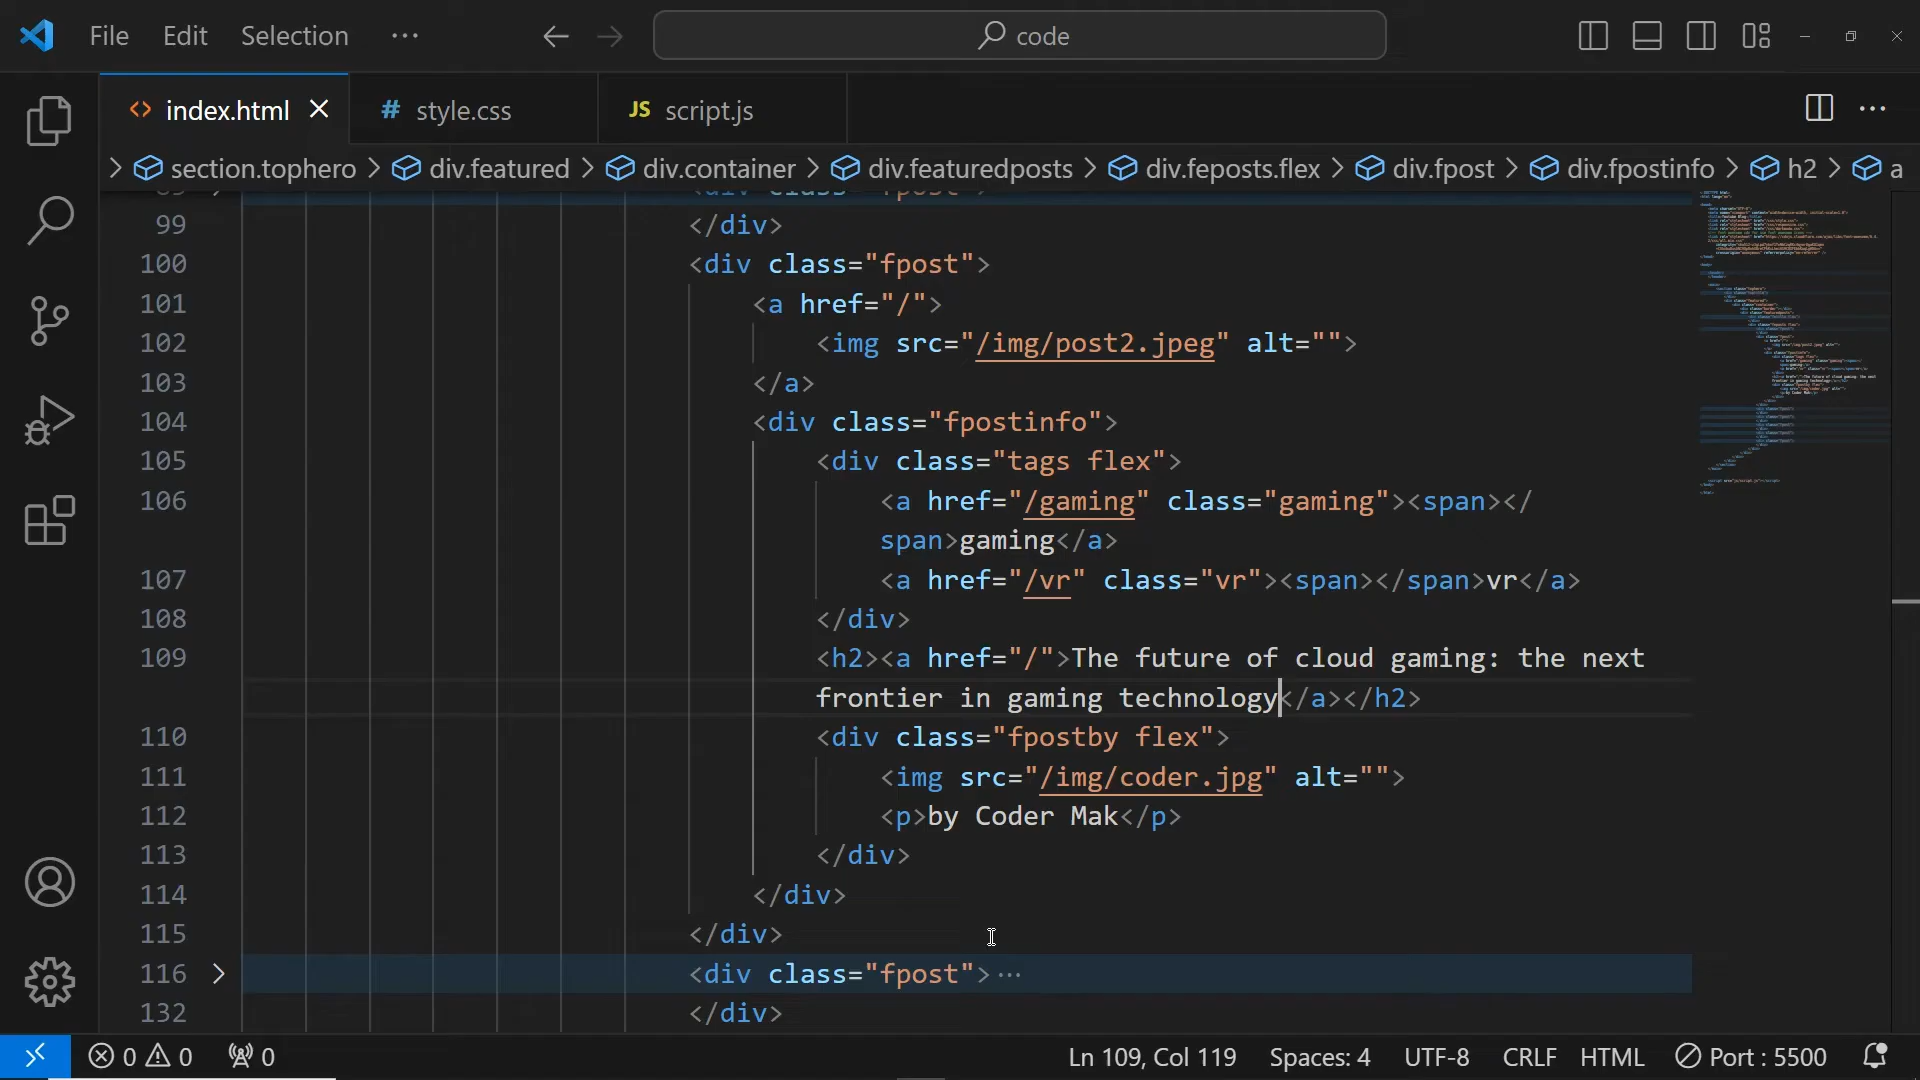 File Edit Selection ··· code
index.html # style.css JS script.js ···
section.tophero div.featured div.container div.featuredposts div.feposts.flex div.fpost div.fpostinfo h2 a
<div class="fpost">
99 </div>
100 <div class="fpost">
101 <a href="/">
102 <img src="/img/post2.jpeg" alt="">
103 </a>
104 <div class="fpostinfo">
105 <div class="tags flex">
106 <a href="/gaming" class="gaming"><span></
span>gaming</a>
107 <a href="/vr" class="vr"><span></span>vr</a>
108 </div>
109 <h2><a href="/">The future of cloud gaming: the next
frontier in gaming technology</a></h2>
110 <div class="fpostby flex">
111 <img src="/img/coder.jpg" alt="">
112 <p>by Coder Mak</p>
113 </div>
114 </div>
115 </div>
116 <div class="fpost">···
132 </div>
0 0 0 Ln 109, Col 119 Spaces: 4 UTF-8 CRLF HTML Port : 5500